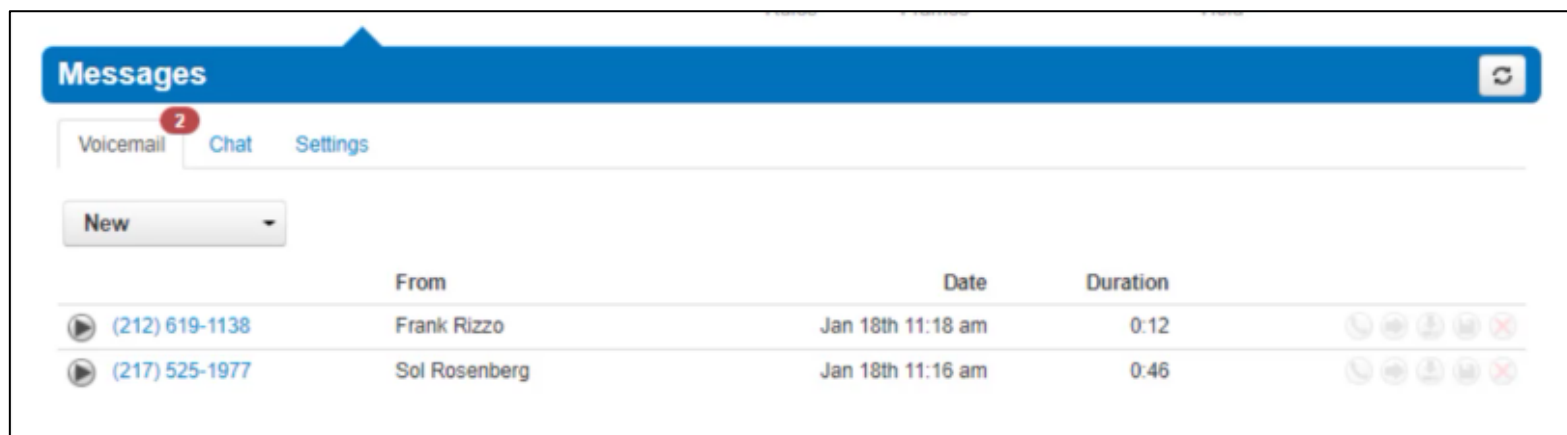 Messages
2
Voicemail Chat Settings
New
From Date Duration
(212) 619-1138 Frank Rizzo Jan 18th 11:18 am 0:12
(217) 525-1977 Sol Rosenberg Jan 18th 11:16 am 0:46